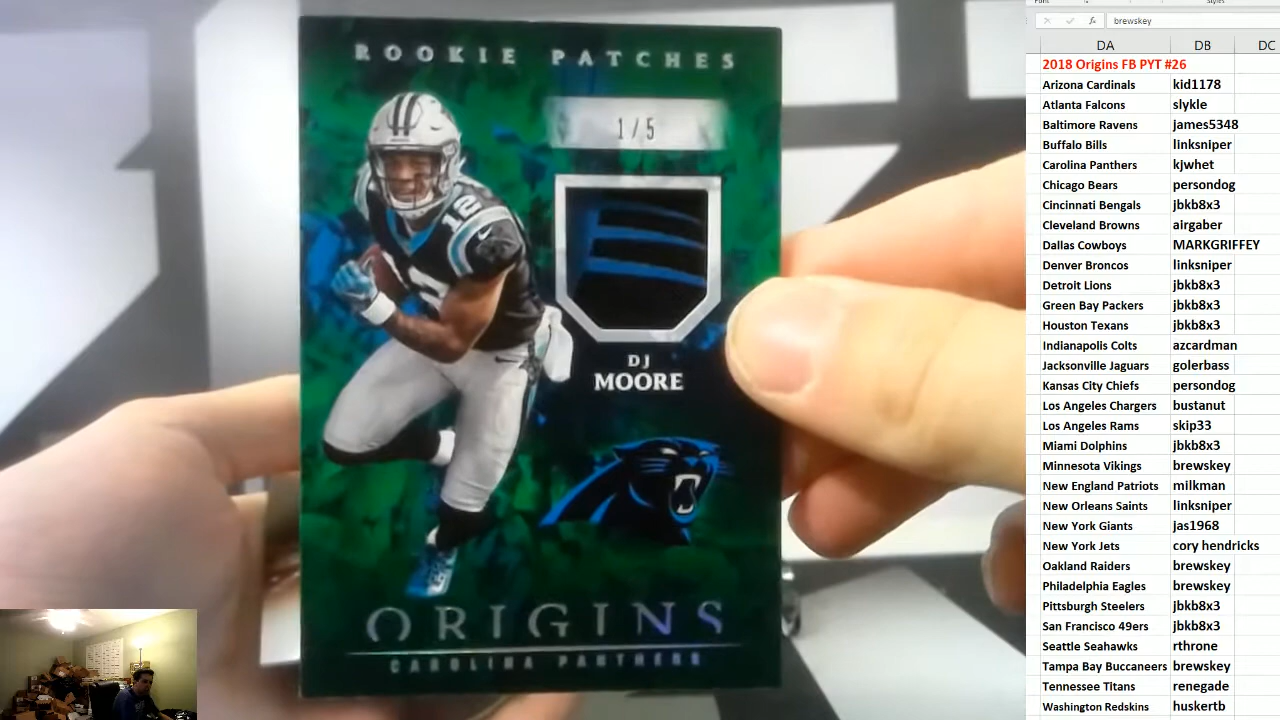 ROOKIE PATCHES
1/5
12
DJ
MOORE
ORIGINS
CAROLINA PANTHERS
brewskey
DA DB DC
2018 Origins FB PYT #26
Arizona Cardinals kid1178
Atlanta Falcons slykle
Baltimore Ravens james5348
Buffalo Bills linksniper
Carolina Panthers kjwhet
Chicago Bears persondog
Cincinnati Bengals jbkb8x3
Cleveland Browns airgaber
Dallas Cowboys MARKGRIFFEY
Denver Broncos linksniper
Detroit Lions jbkb8x3
Green Bay Packers jbkb8x3
Houston Texans jbkb8x3
Indianapolis Colts azcardman
Jacksonville Jaguars golerbass
Kansas City Chiefs persondog
Los Angeles Chargers bustanut
Los Angeles Rams skip33
Miami Dolphins jbkb8x3
Minnesota Vikings brewskey
New England Patriots milkman
New Orleans Saints linksniper
New York Giants jas1968
New York Jets cory hendricks
Oakland Raiders brewskey
Philadelphia Eagles brewskey
Pittsburgh Steelers jbkb8x3
San Francisco 49ers jbkb8x3
Seattle Seahawks rthrone
Tampa Bay Buccaneers brewskey
Tennessee Titans renegade
Washington Redskins huskertb